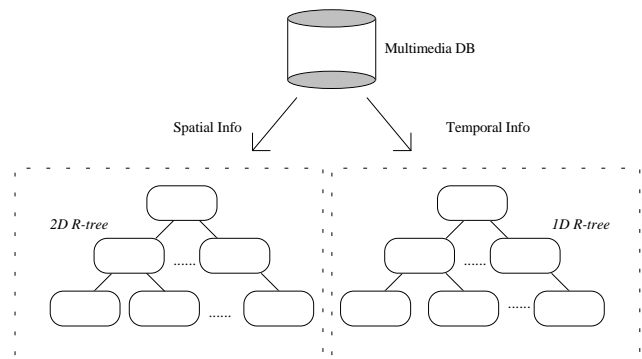 Multimedia DB
Spatial Info
Temporal Info
2D R-tree
1D R-tree
......
......
......
......